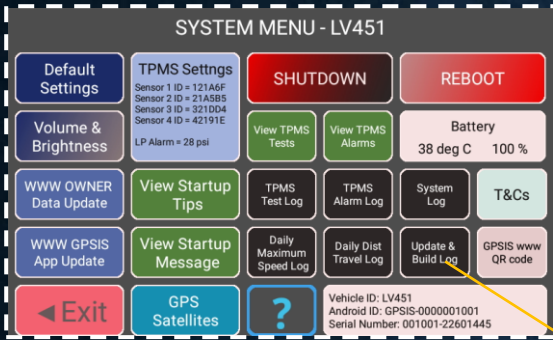 SYSTEM MENU - LV451
Default
Settings
TPMS Settngs
Sensor 1 ID = 121A6F
Sensor 2 ID = 21A5B5
Sensor 3 ID = 321DD4
Sensor 4 ID = 42191E
LP Alarm = 28 psi
SHUTDOWN
REBOOT
Volume &
Brightness
View TPMS
Tests
View TPMS
Alarms
Battery
38 deg C 100 %
WWW OWNER
Data Update
View Startup
Tips
TPMS
Test Log
TPMS
Alarm Log
System
Log
T&Cs
WWW GPSIS
App Update
View Startup
Message
Daily
Maximum
Speed Log
Daily Dist
Travel Log
Update &
Build Log
GPSIS www
QR code
◄Exit
GPS
Satellites
?
Vehicle ID: LV451
Android ID: GPSIS-0000001001
Serial Number: 001001-22601445